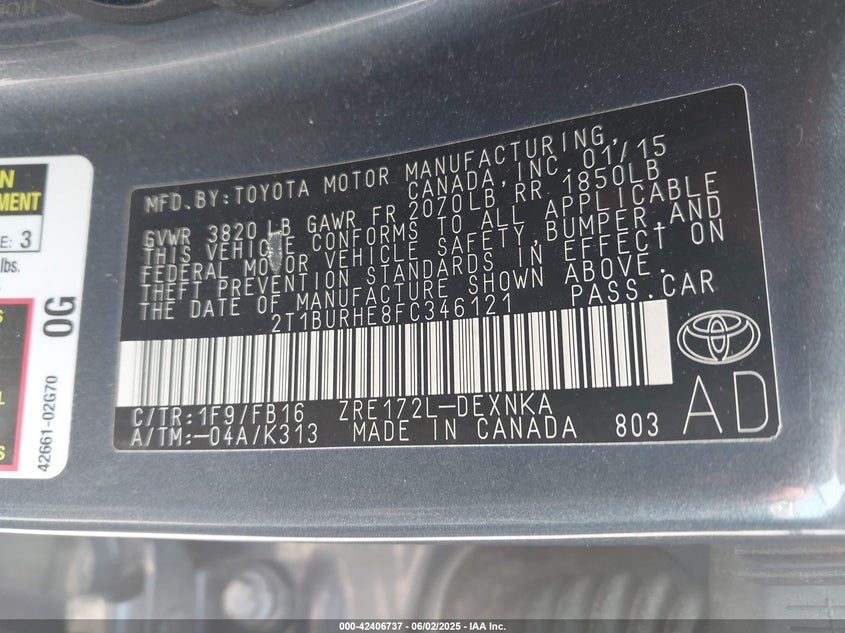 MFD.BY:TOYOTA MOTOR MANUFACTURING,
CANADA,INC. 01/15
GVWR 3820LB GAWR FR 2070LB RR 1850LB
THIS VEHICLE CONFORMS TO ALL APPLICABLE
FEDERAL MOTOR VEHICLE SAFETY,BUMPER,AND
THEFT PREVENTION STANDARDS IN EFFECT ON
THE DATE OF MANUFACTURE SHOWN ABOVE.
2T1BURHE8FC346121 PASS.CAR
C/TR:1F9/FB16 ZRE172L-DEXNKA
A/TM:-04A/K313 MADE IN CANADA 803
AD
E: 3
lbs.
0G
42661-02G70
000-42406737 - 06/02/2025 - IAA Inc.